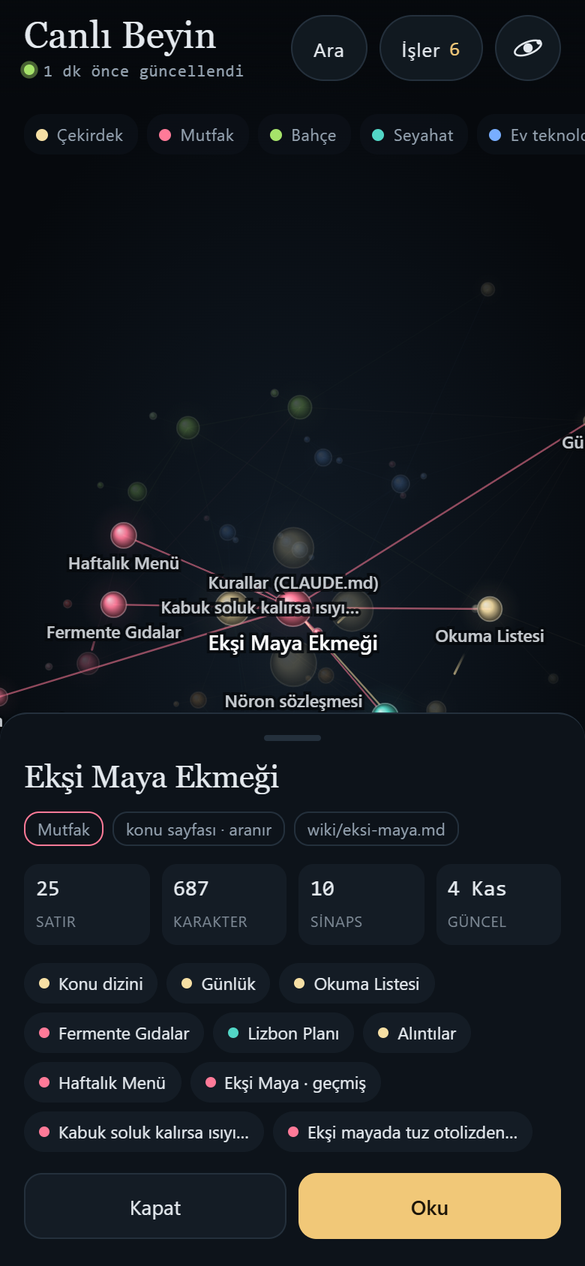 Canlı Beyin
1 dk önce güncellendi
Ara
İşler 6
Çekirdek
Mutfak
Bahçe
Seyahat
Ev teknolo
Gü
Haftalık Menü
Kurallar (CLAUDE.md)
Kabuk soluk kalırsa ısıyı…
Fermente Gıdalar
Ekşi Maya Ekmeği
Okuma Listesi
Nöron sözleşmesi
Ekşi Maya Ekmeği
Mutfak
konu sayfası · aranır
wiki/eksi-maya.md
25
SATIR
687
KARAKTER
10
SİNAPS
4 Kas
GÜNCEL
Konu dizini
Günlük
Okuma Listesi
Fermente Gıdalar
Lizbon Planı
Alıntılar
Haftalık Menü
Ekşi Maya · geçmiş
Kabuk soluk kalırsa ısıyı…
Ekşi mayada tuz otolizden…
Kapat
Oku